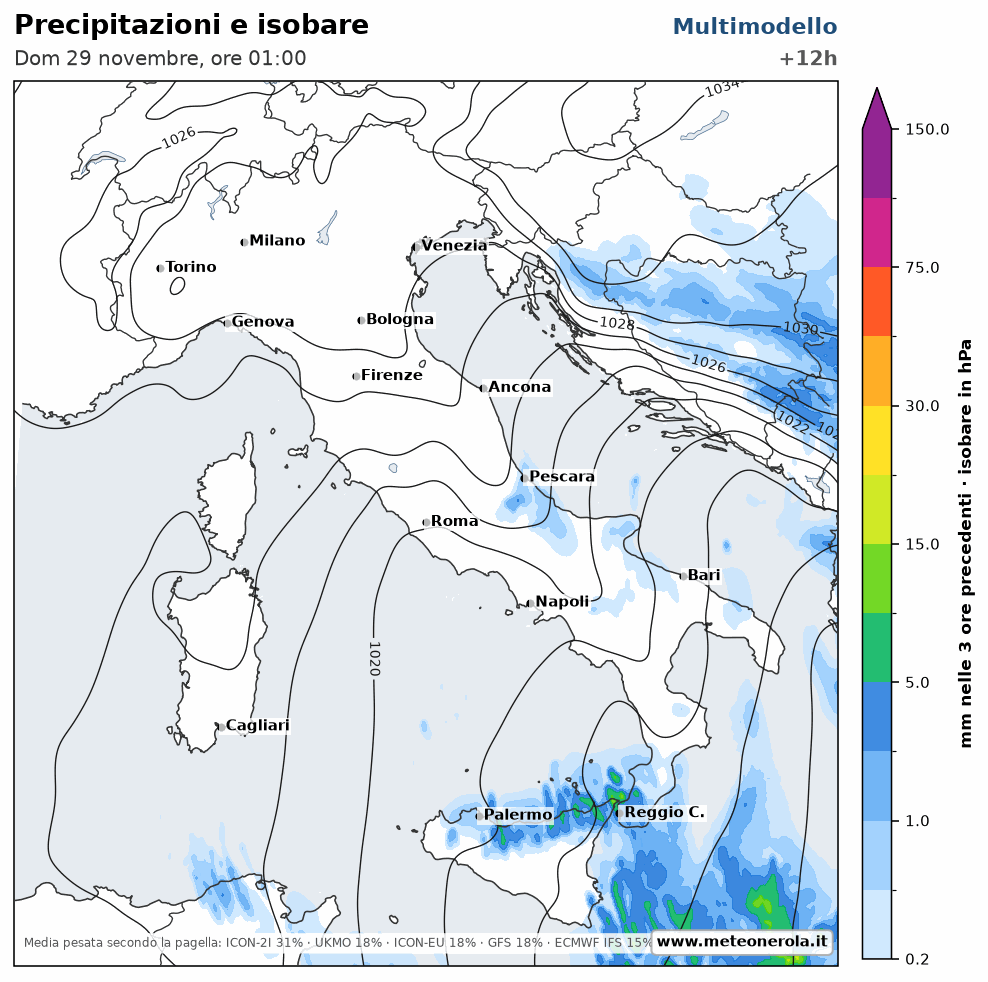 Precipitazioni e isobare
Multimodello
Dom 29 novembre, ore 01:00
+12h
1034
1026
150.0
Venezia
Milano
Torino
75.0
Genova
Bologna
1028
1030
1026
Firenze
Ancona
30.0
1022
mm nelle 3 ore precedenti · isobare in hPa
Pescara
Roma
15.0
Bari
Napoli
1020
5.0
Cagliari
Palermo
Reggio C.
1.0
Media pesata secondo la pagella: ICON-2I 31% · UKMO 18% · ICON-EU 18% · GFS 18% · ECMWF IFS 15%
www.meteonerola.it
0.2